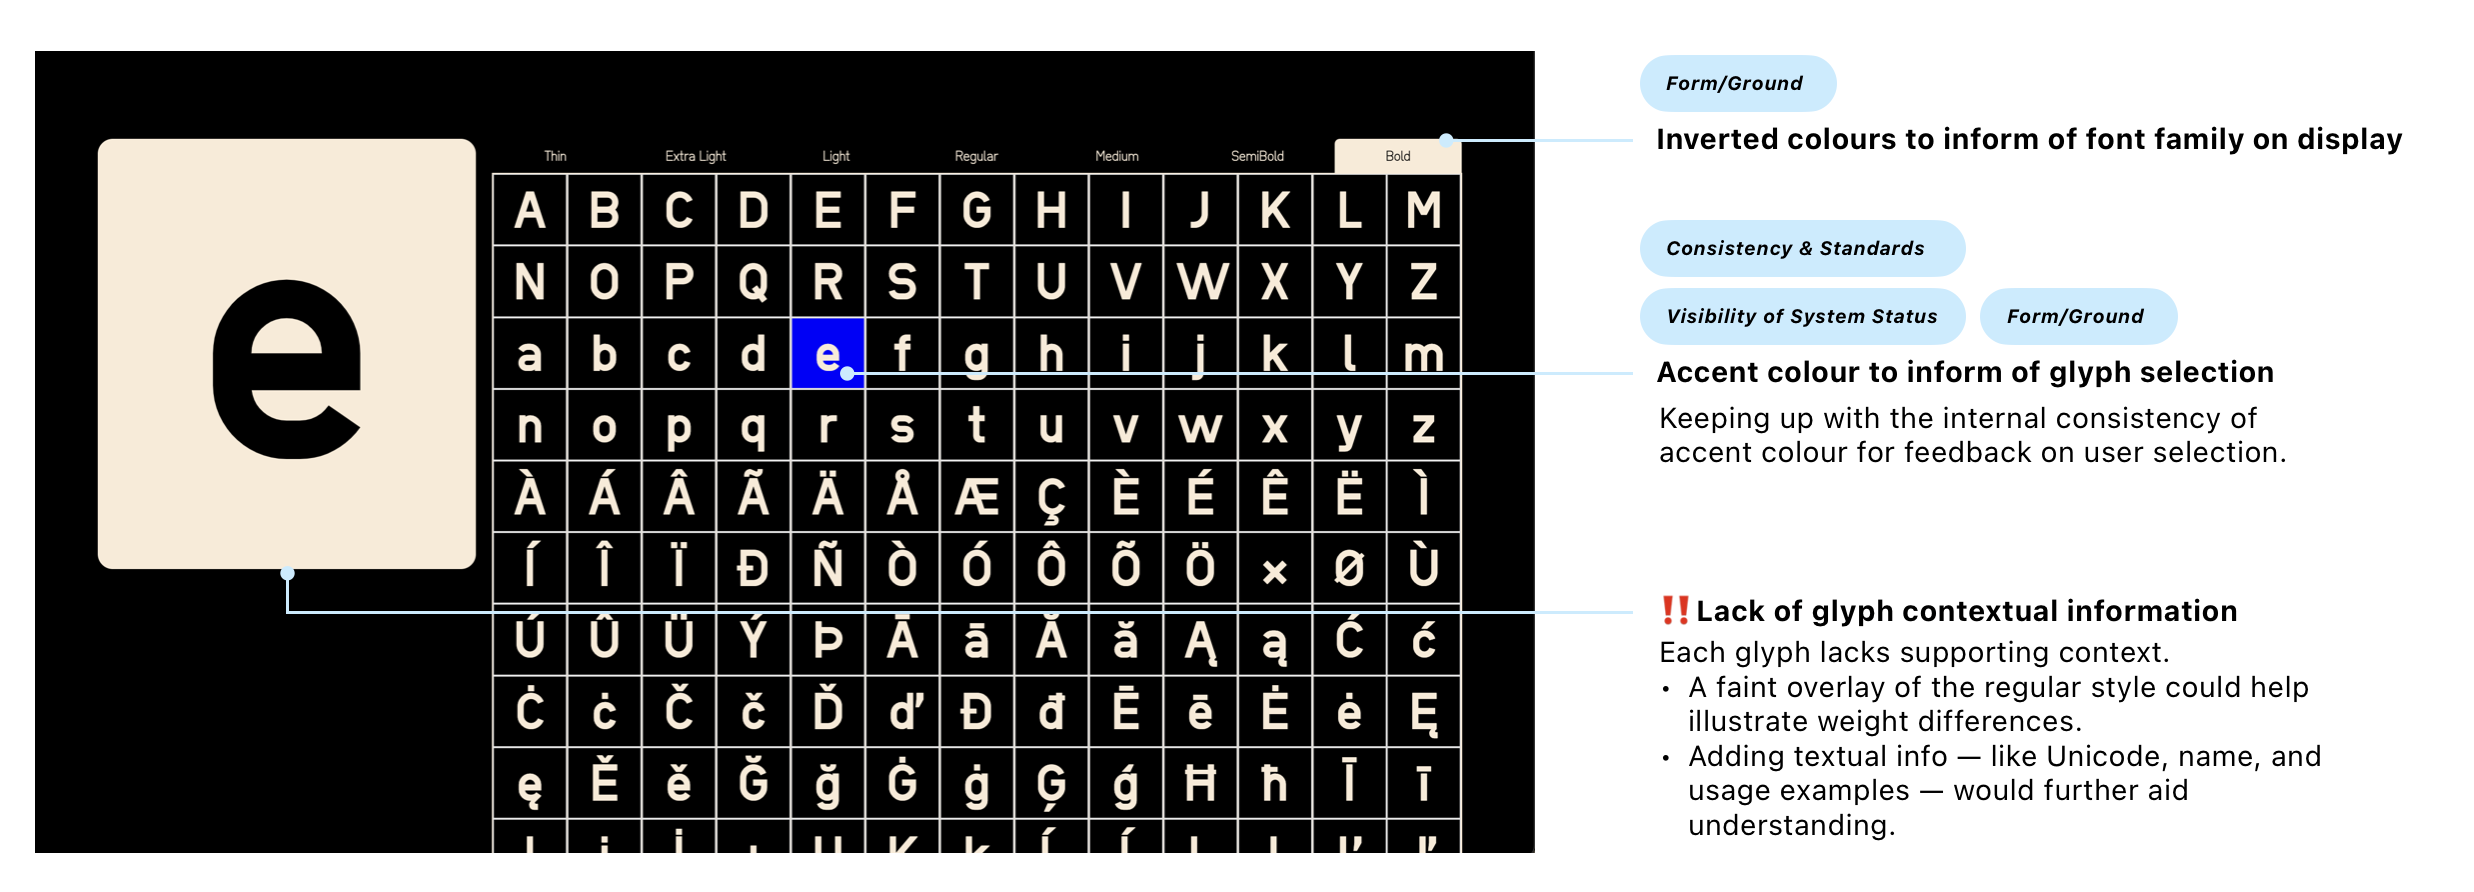 e
Thin Extra Light Light Regular Medium SemiBold Bold
A B C D E F G H I J K L M
N O P Q R S T U V W X Y Z
a b c d e f g h i j k l m
n o p q r s t u v w x y z
À Á Â Ã Ä Å Æ Ç È É Ê Ë Ì
Í Î Ï Ð Ñ Ò Ó Ô Õ Ö × Ø Ù
Ú Û Ü Ý Þ Ā ā Ă ă Ą ą Ć ć
Ċ ċ Č č Ď ď Đ đ Ē ē Ė ė Ę
ę Ě ě Ğ ğ Ġ ġ Ģ ģ Ħ ħ Ī ī
Form/Ground
Inverted colours to inform of font family on display
Consistency & Standards
Visibility of System Status Form/Ground
Accent colour to inform of glyph selection
Keeping up with the internal consistency of
accent colour for feedback on user selection.
‼️Lack of glyph contextual information
Each glyph lacks supporting context.
• A faint overlay of the regular style could help
illustrate weight differences.
• Adding textual info — like Unicode, name, and
usage examples — would further aid
understanding.